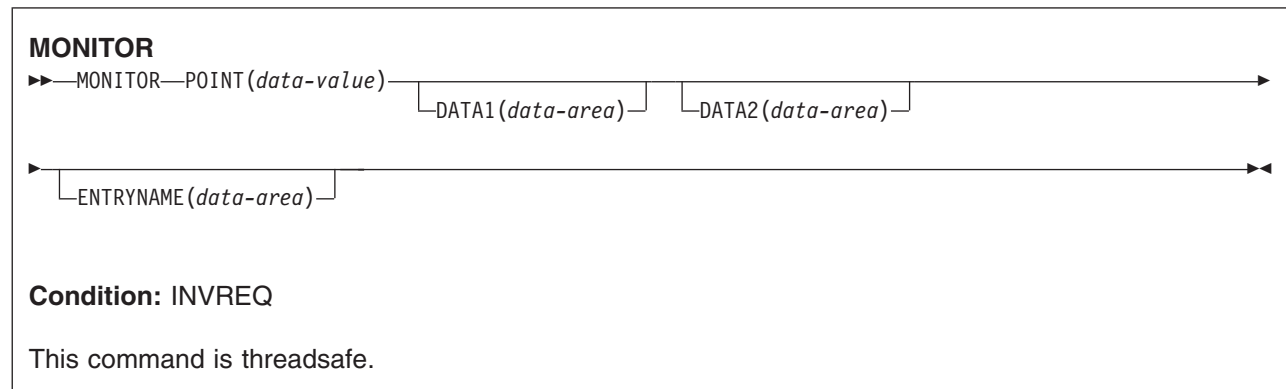 MONITOR
MONITOR POINT(data-value)
DATA1(data-area) DATA2(data-area)
ENTRYNAME(data-area)
Condition: INVREQ
This command is threadsafe.